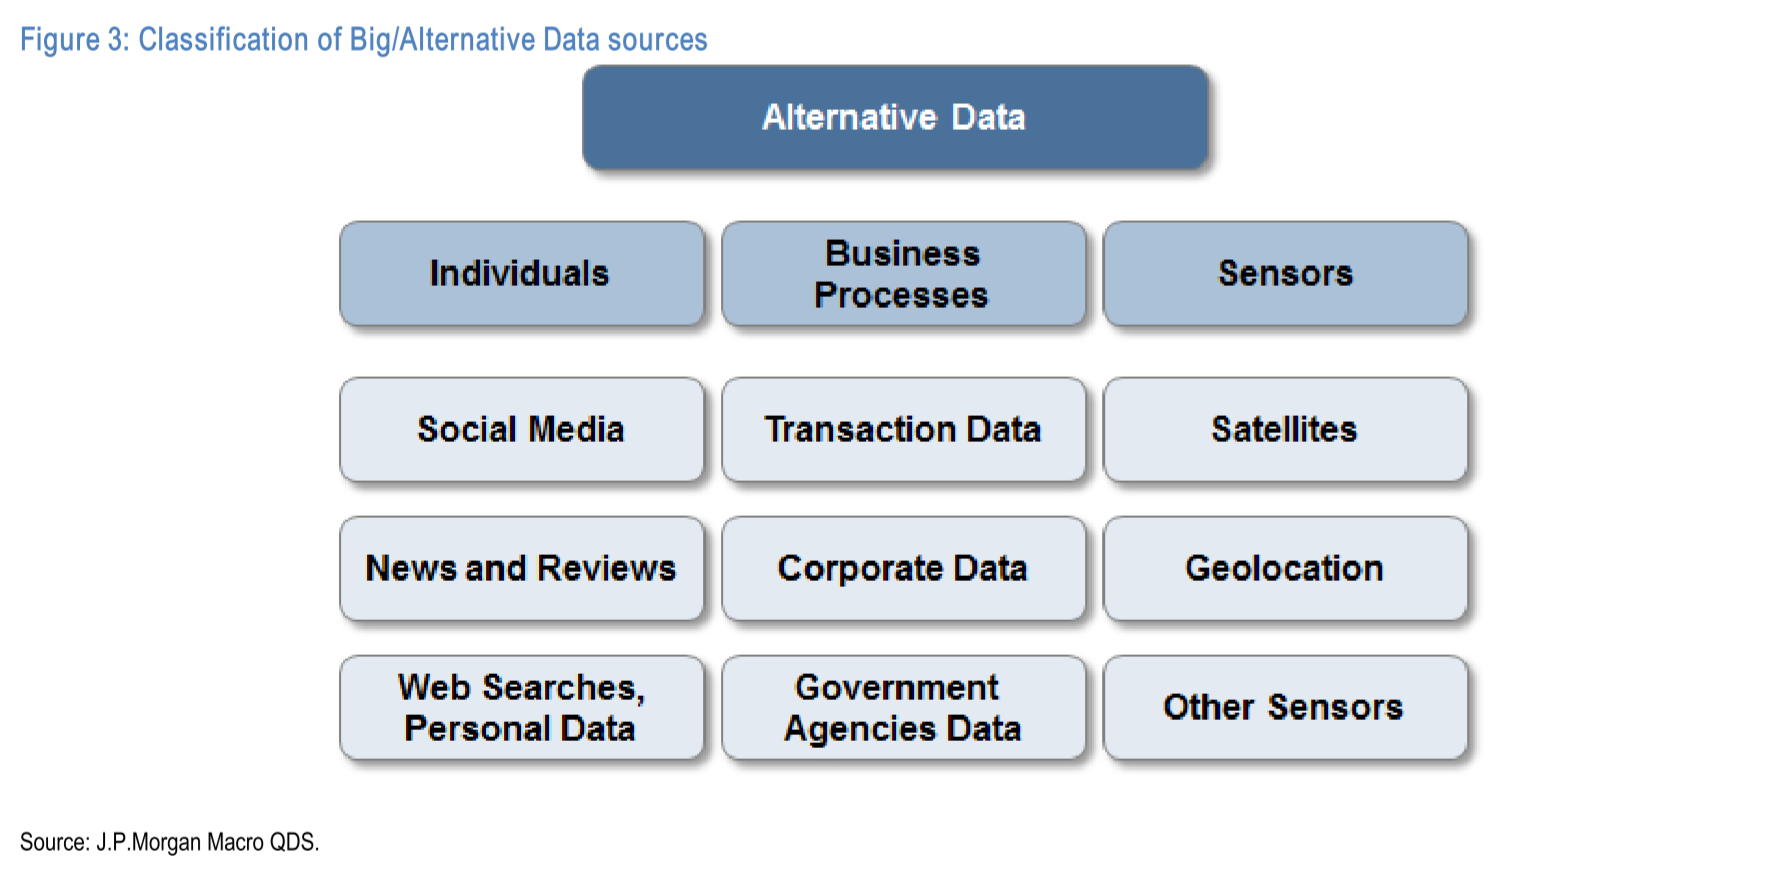 Figure 3: Classification of Big/Alternative Data sources
Alternative Data
Individuals
Business
Processes
Sensors
Social Media
Transaction Data
Satellites
News and Reviews
Corporate Data
Geolocation
Web Searches,
Personal Data
Government
Agencies Data
Other Sensors
Source: J.P.Morgan Macro QDS.